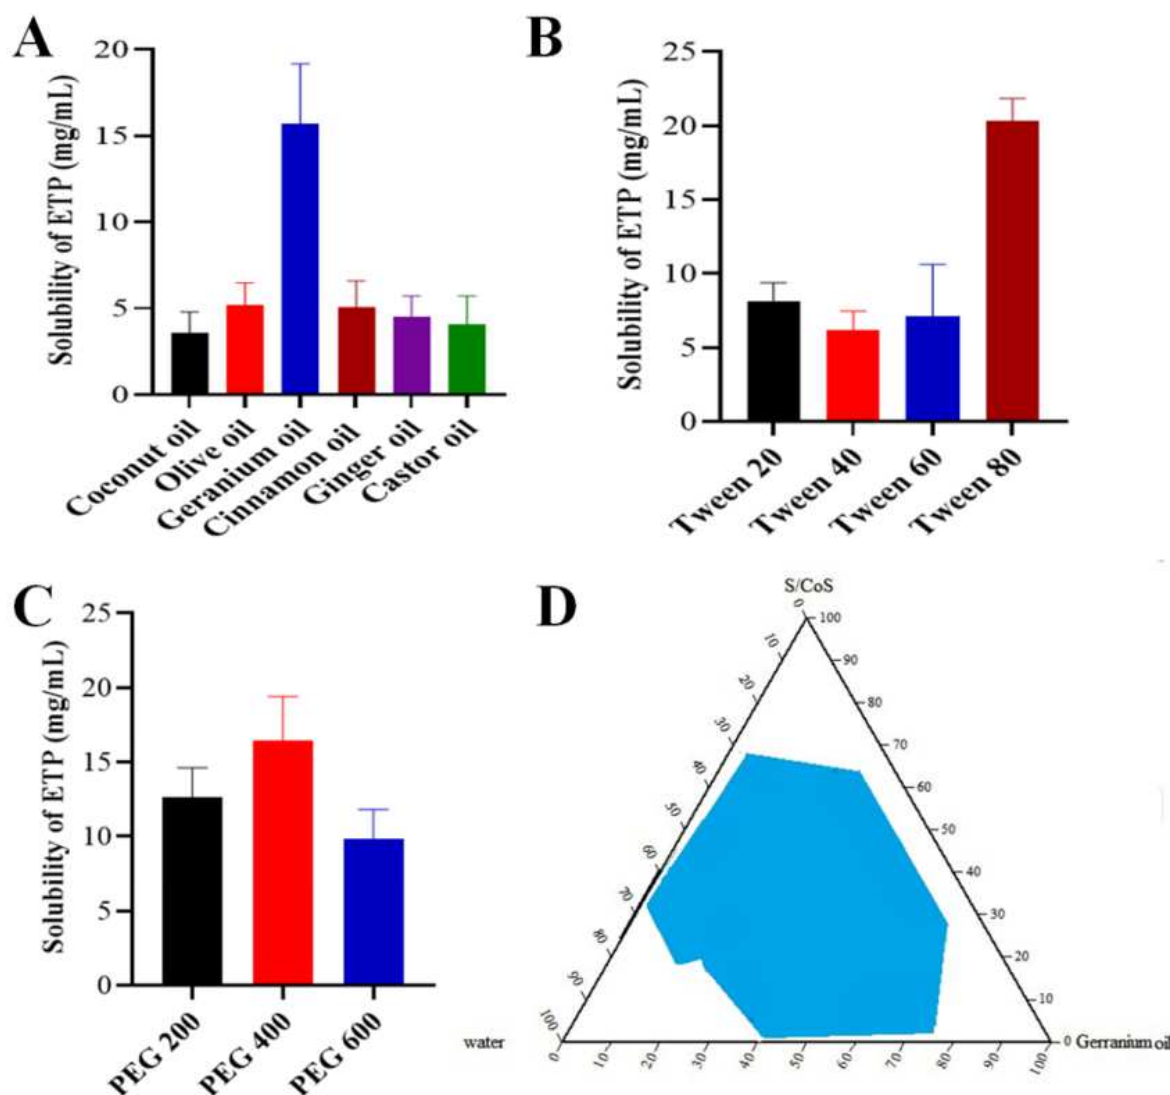 A
Solubility of ETP (mg/mL)
20
15
10
5
0
Coconut oil
Olive oil
Geranium oil
Cinnamon oil
Ginger oil
Castor oil
B
Solubility of ETP (mg/mL)
25
20
15
10
5
0
Tween 20
Tween 40
Tween 60
Tween 80
C
Solubility of ETP (mg/mL)
25
20
15
10
5
0
PEG 200
PEG 400
PEG 600
D
S/CoS
0
10
20
30
40
50
60
70
80
90
100
100
90
80
70
60
50
40
30
20
10
0
water
Gerranium oil
0
10
20
30
40
50
60
70
80
90
100